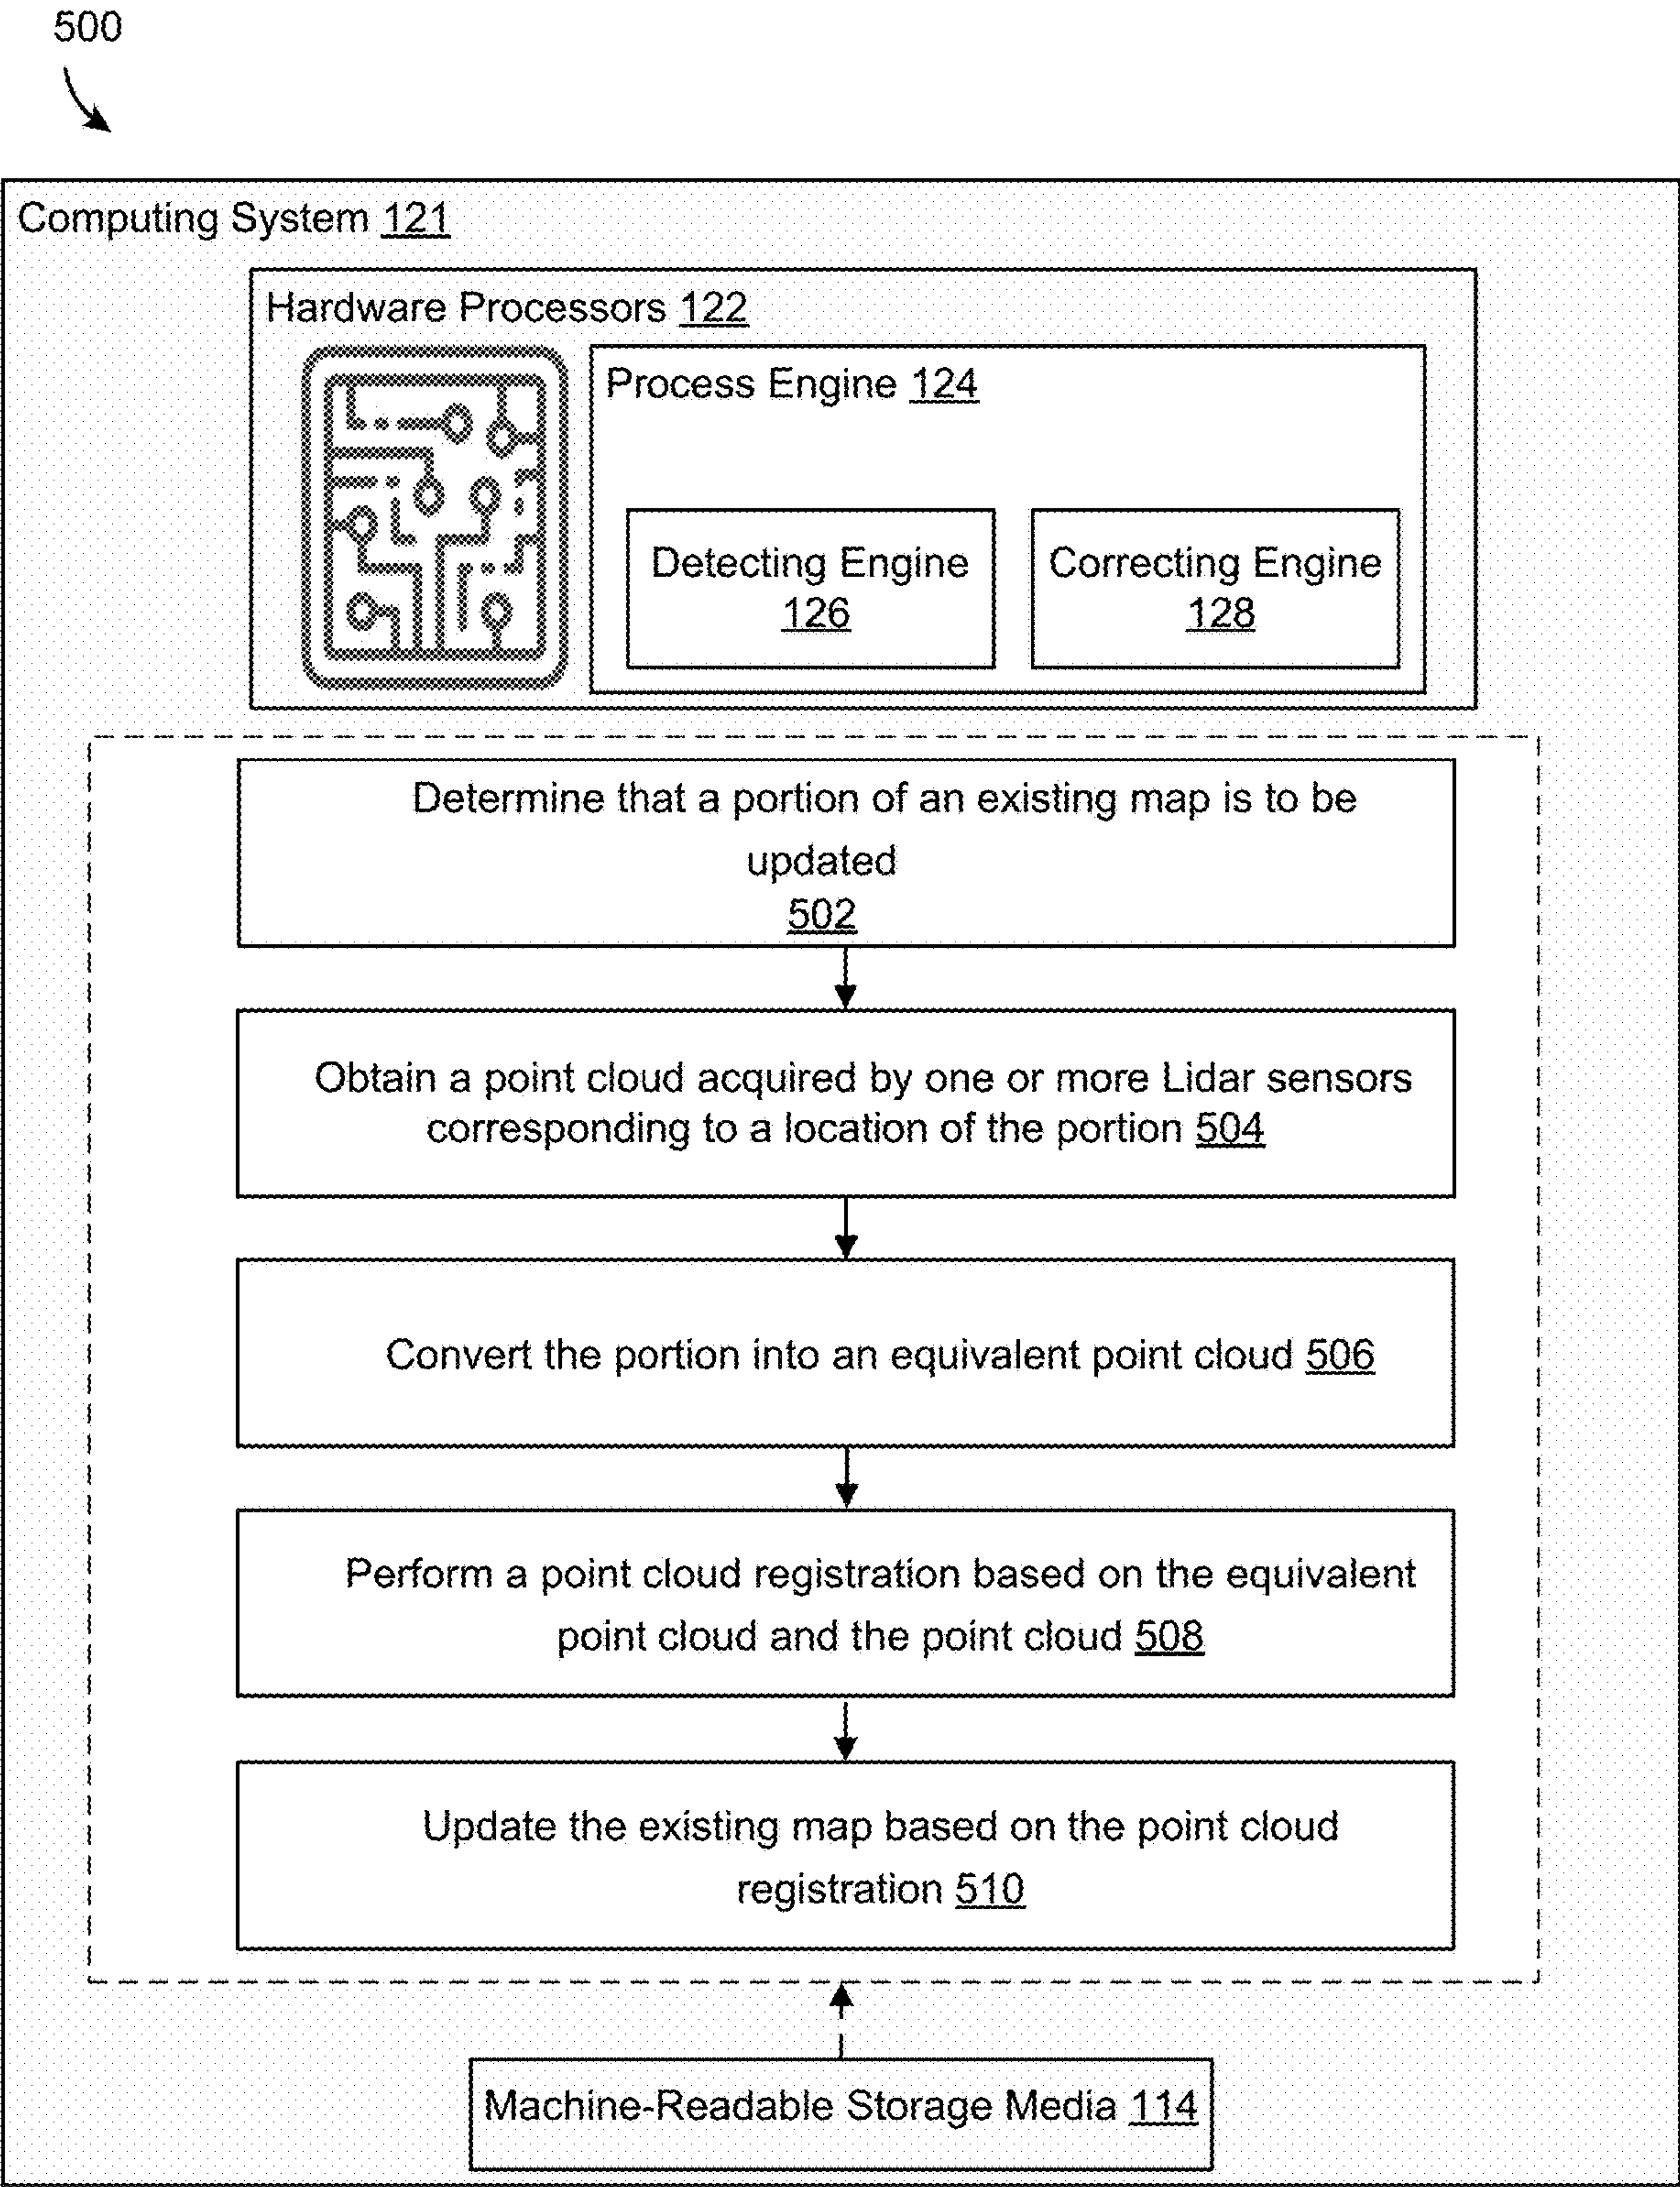 500
Computing System 121
Hardware Processors 122
Process Engine 124
Detecting Engine
126
Correcting Engine
128
Determine that a portion of an existing map is to be
updated
502
Obtain a point cloud acquired by one or more Lidar sensors
corresponding to a location of the portion 504
Convert the portion into an equivalent point cloud 506
Perform a point cloud registration based on the equivalent
point cloud and the point cloud 508
Update the existing map based on the point cloud
registration 510
Machine-Readable Storage Media 114